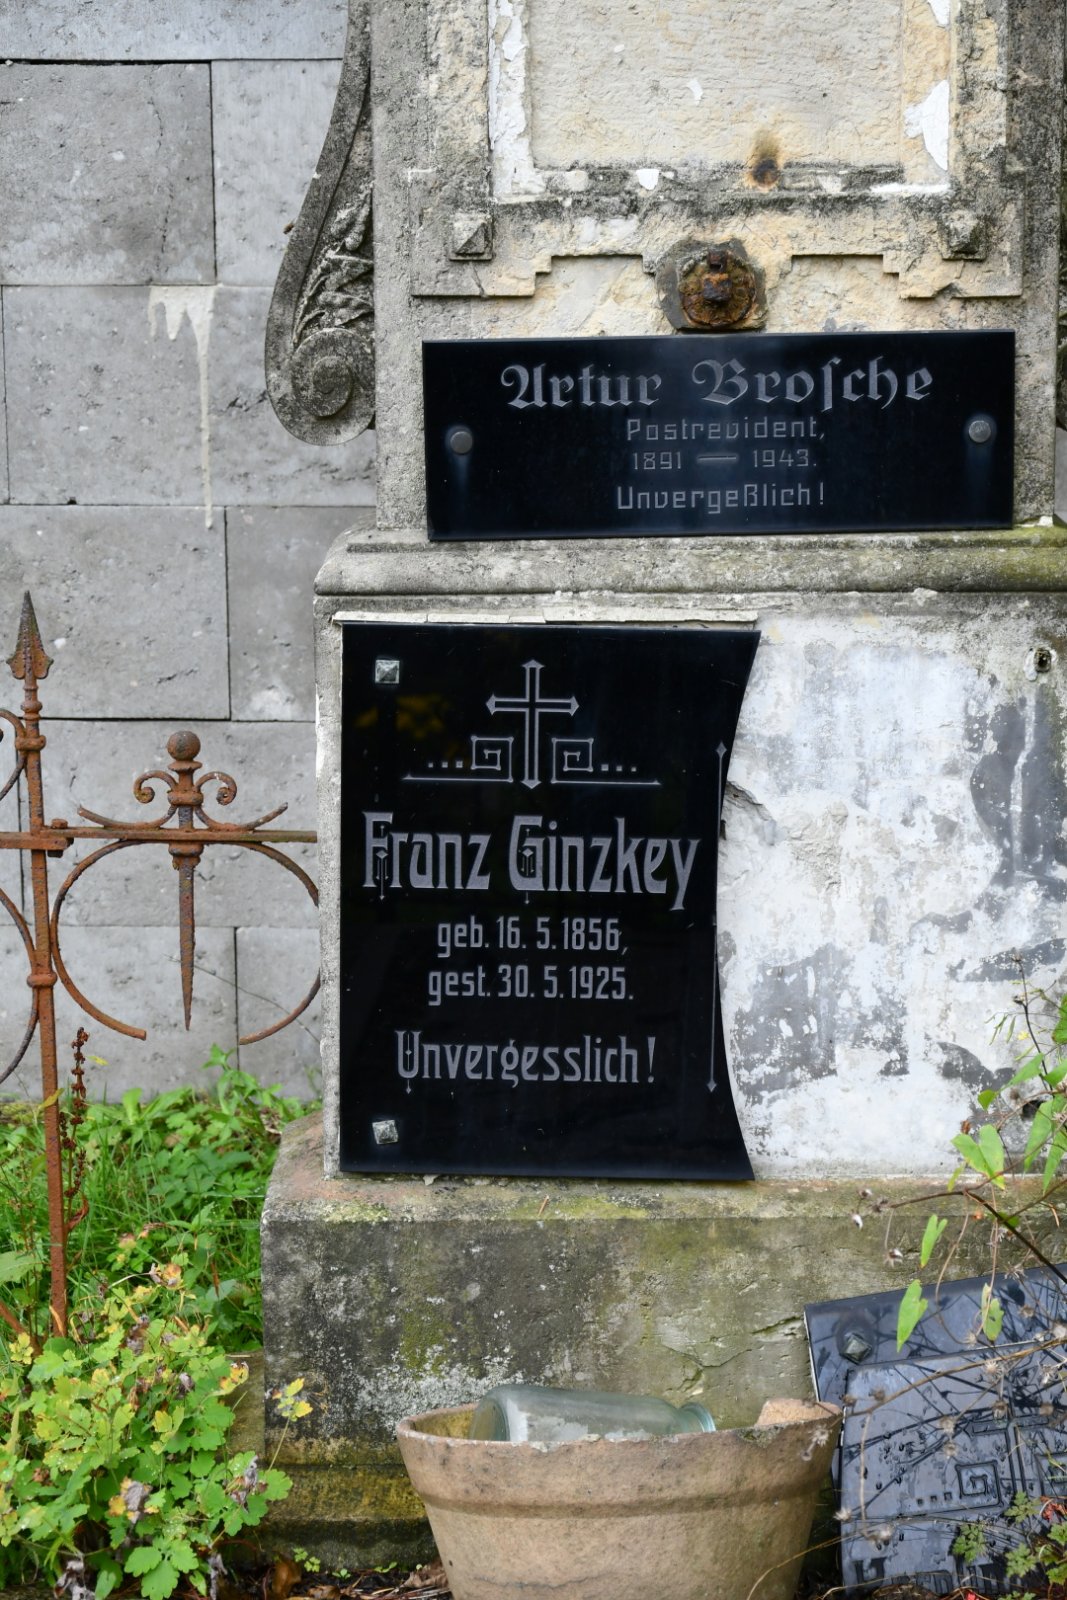 Artur Broſche
Postrevident,
1891 — 1943.
Unvergeßlich!
Franz Ginzkey
geb. 16. 5. 1856,
gest. 30. 5. 1925.
Unvergesslich!